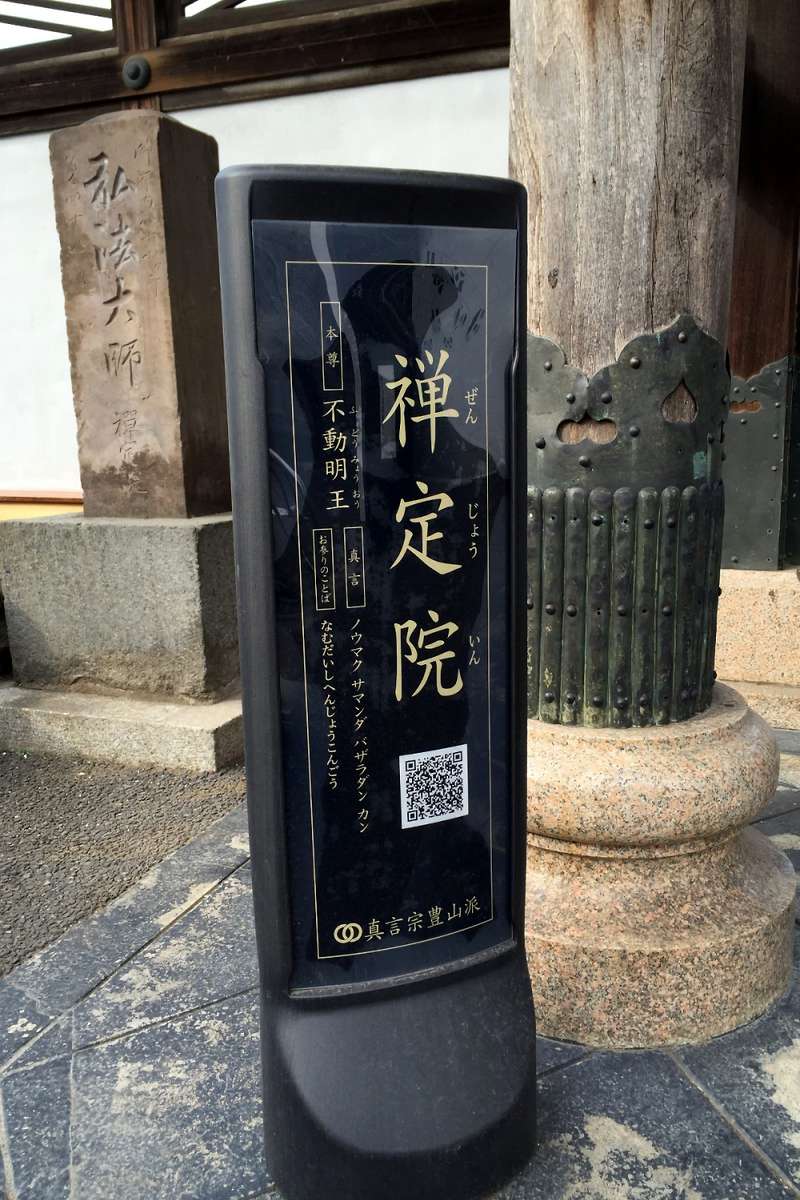 禅定院
ぜんじょういん
本尊
不動明王
ふどうみょうおう
真言
ノウマク サマンダ バザラダン カン
お参りのことば
なむだいしへんじょうこんごう
真言宗豊山派
弘法大師
禅定院